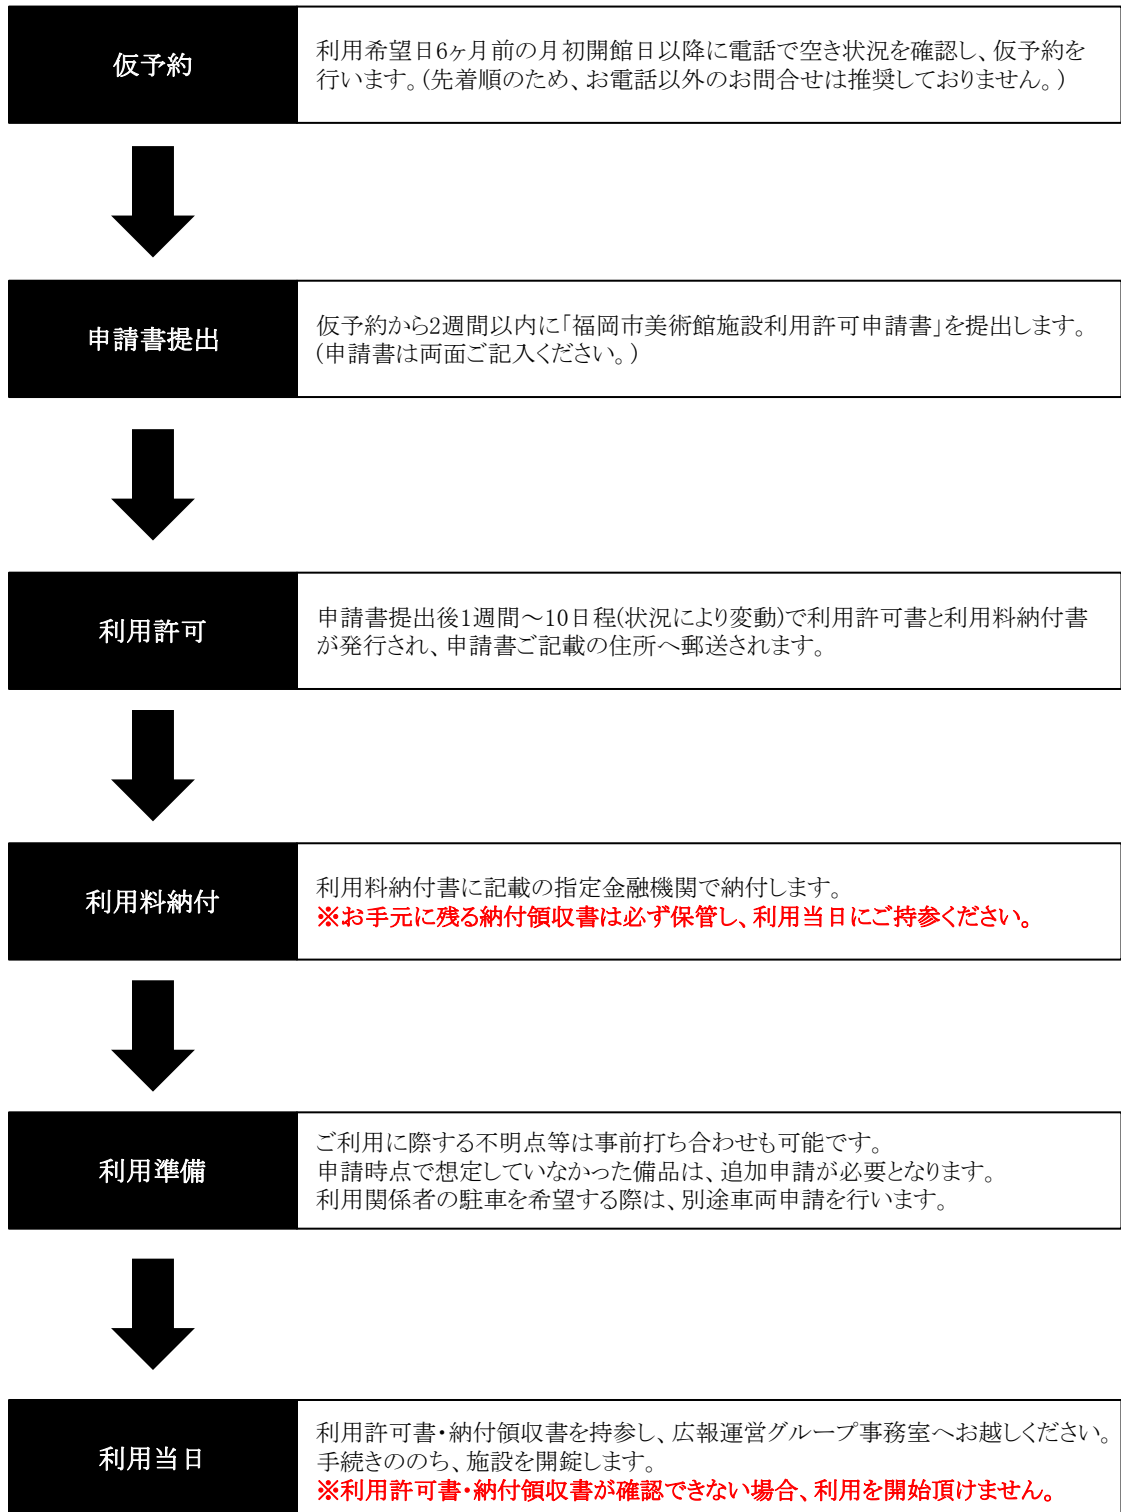 仮予約
利用希望日6ヶ月前の月初開館日以降に電話で空き状況を確認し、仮予約を
行います。(先着順のため、お電話以外のお問合せは推奨しておりません。)
申請書提出
仮予約から2週間以内に「福岡市美術館施設利用許可申請書」を提出します。
(申請書は両面ご記入ください。)
利用許可
申請書提出後1週間～10日程(状況により変動)で利用許可書と利用料納付書
が発行され、申請書ご記載の住所へ郵送されます。
利用料納付
利用料納付書に記載の指定金融機関で納付します。
※お手元に残る納付領収書は必ず保管し、利用当日にご持参ください。
利用準備
ご利用に際する不明点等は事前打ち合わせも可能です。
申請時点で想定していなかった備品は、追加申請が必要となります。
利用関係者の駐車を希望する際は、別途車両申請を行います。
利用当日
利用許可書・納付領収書を持参し、広報運営グループ事務室へお越しください。
手続きののち、施設を開錠します。
※利用許可書・納付領収書が確認できない場合、利用を開始頂けません。